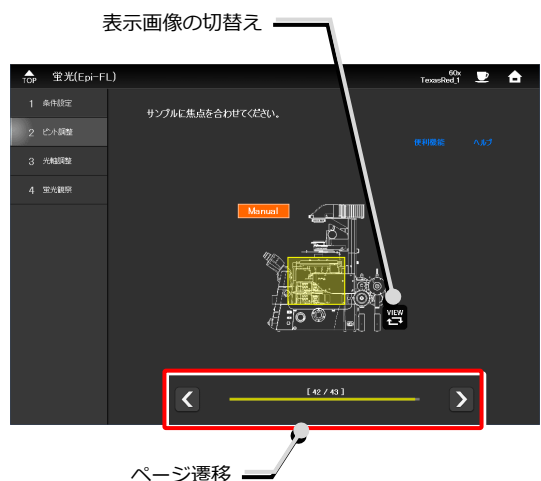 表示画像の切替え
TOP 蛍光(Epi-FL)
60x
TexasRed_1
1 条件設定
2 ピント調整
3 光軸調整
4 蛍光観察
サンプルに焦点を合わせてください。
便利機能 ヘルプ
Manual
VIEW
[ 42 / 43 ]
ページ遷移